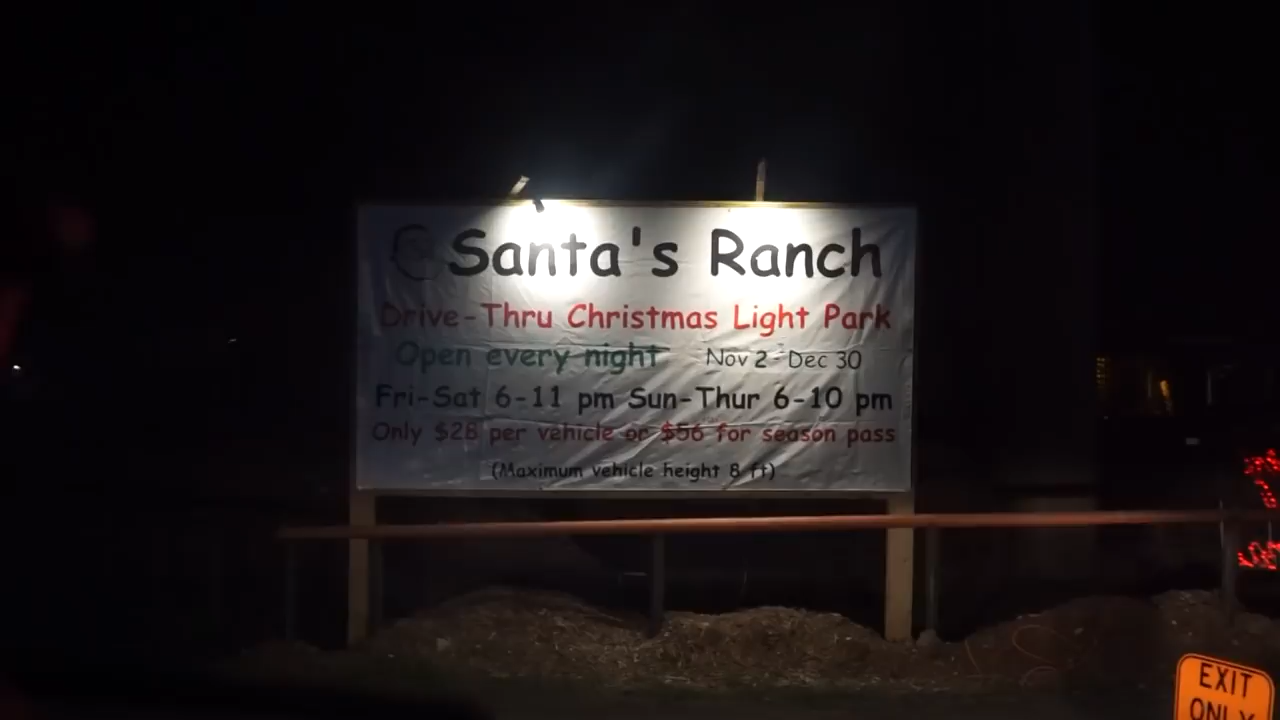 Santa's Ranch
Drive-Thru Christmas Light Park
Open every night Nov 2 - Dec 30
Fri-Sat 6-11 pm Sun-Thur 6-10 pm
Only $28 per vehicle or $56 for season pass
(Maximum vehicle height 8 ft)
EXIT
ONLY